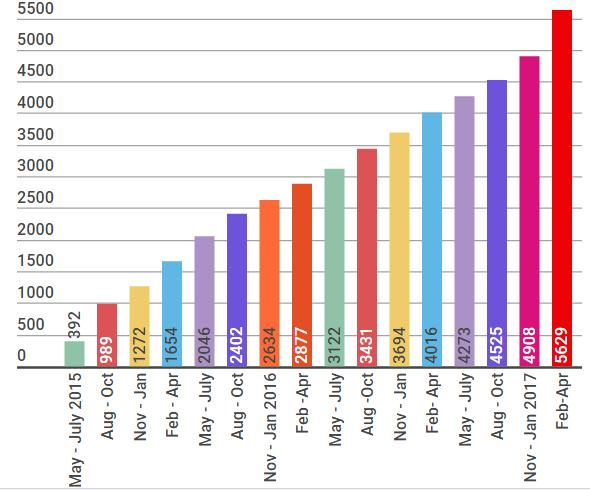 5500
5000
4500
4000
3500
3000
2500
2000
1500
1000
500
0
392
989
1272
1654
2046
2402
2634
2877
3122
3431
3694
4016
4273
4525
4908
5629
May - July 2015
Aug - Oct
Nov - Jan
Feb - Apr
May - July
Aug - Oct
Nov - Jan 2016
Feb -Apr
May - July
Aug -Oct
Nov - Jan
Feb- Apr
May - July
Aug - Oct
Nov - Jan 2017
Feb-Apr